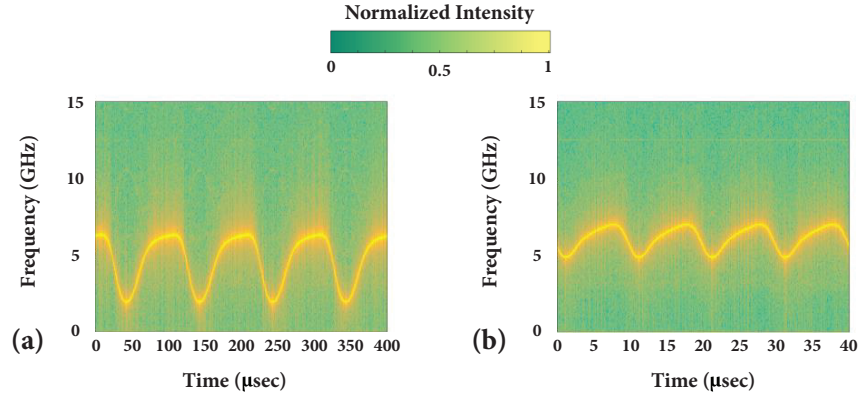 Normalized Intensity
0 0.5 1
15
10
5
0
Frequency (GHz)
0 50 100 150 200 250 320 350 400
Time (μsec)
(a)
15
10
5
0
Frequency (GHz)
0 5 10 15 20 25 30 35 40
Time (μsec)
(b)